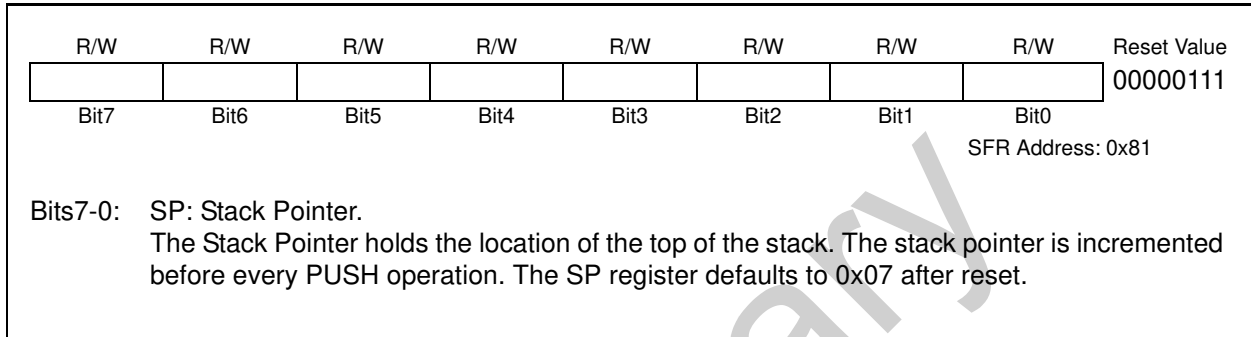 R/W R/W R/W R/W R/W R/W R/W R/W Reset Value
00000111
Bit7 Bit6 Bit5 Bit4 Bit3 Bit2 Bit1 Bit0
SFR Address: 0x81
Bits7-0: SP: Stack Pointer.
The Stack Pointer holds the location of the top of the stack. The stack pointer is incremented
before every PUSH operation. The SP register defaults to 0x07 after reset.
ary